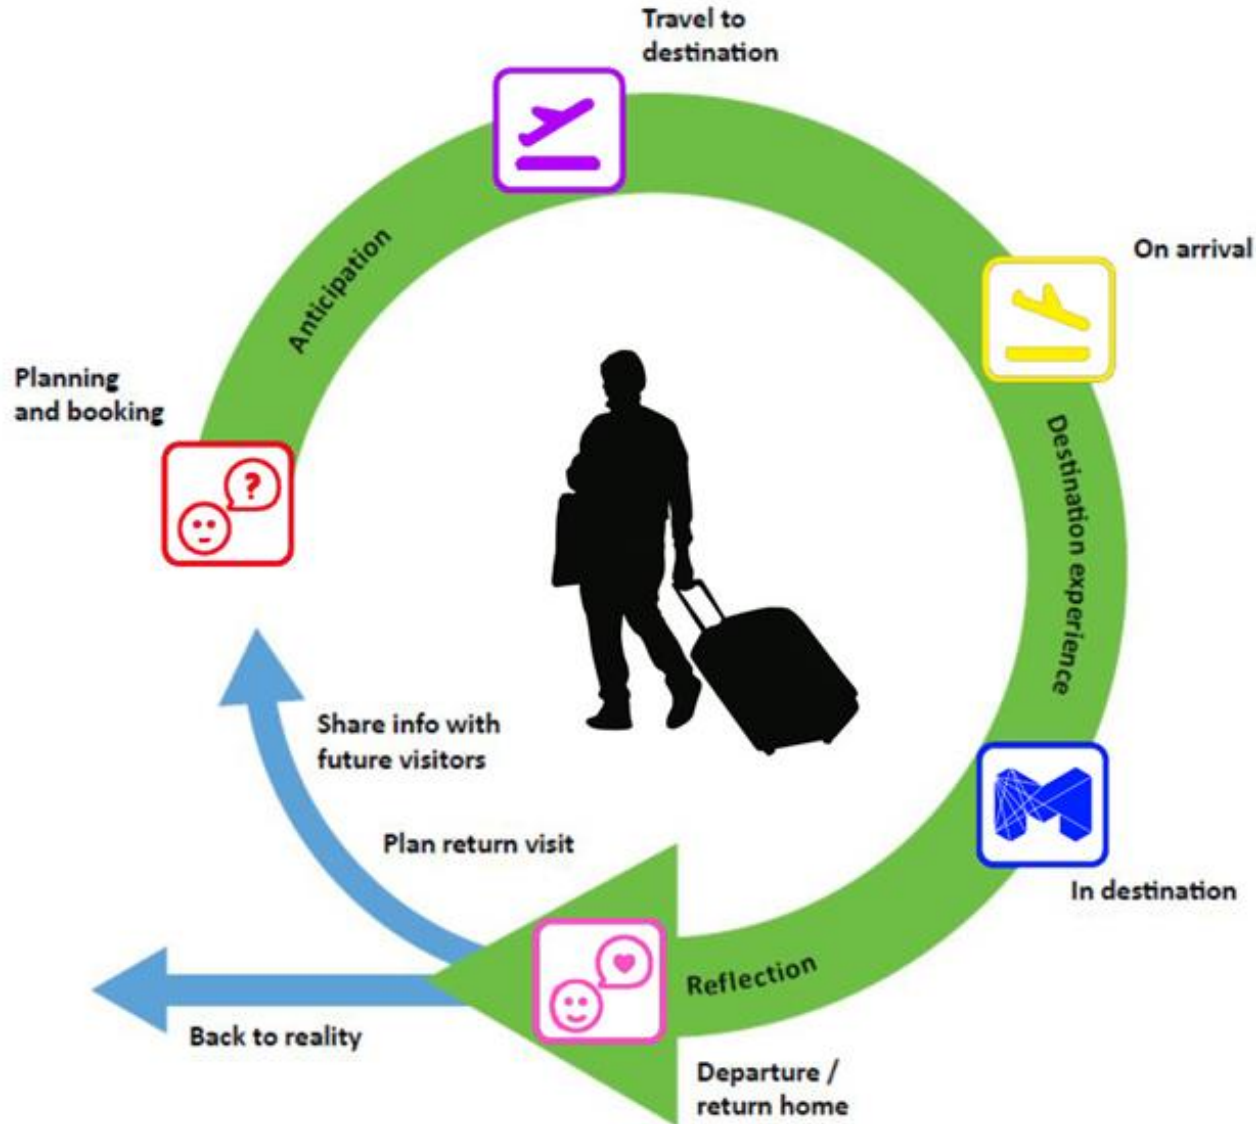 Travel to
destination
On arrival
Anticipation
Planning
and booking
?
Destination experience
Share info with
future visitors
Plan return visit
In destination
Reflection
Back to reality
Departure /
return home